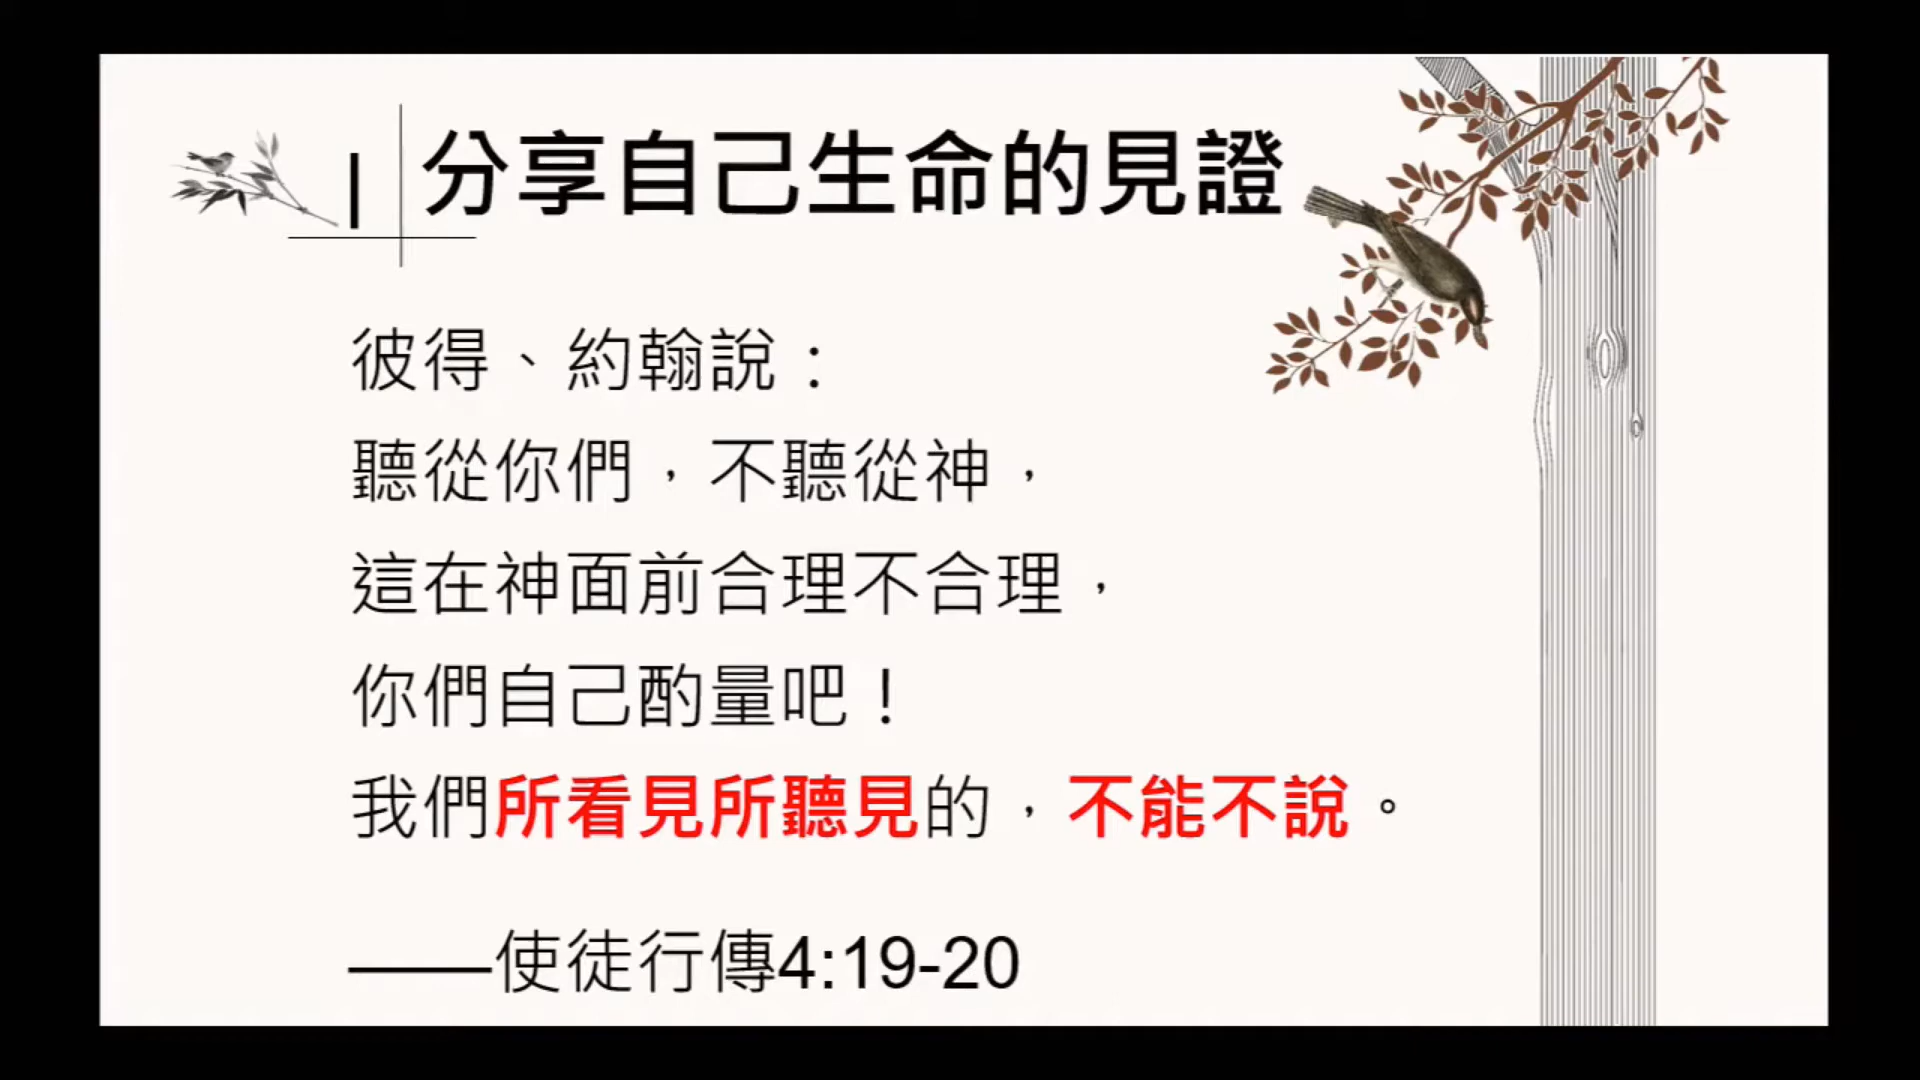 分享自己生命的見證
彼得、約翰說：
聽從你們，不聽從神，
這在神面前合理不合理，
你們自己酌量吧！
我們所看見所聽見的，不能不說。
——使徒行傳4:19-20